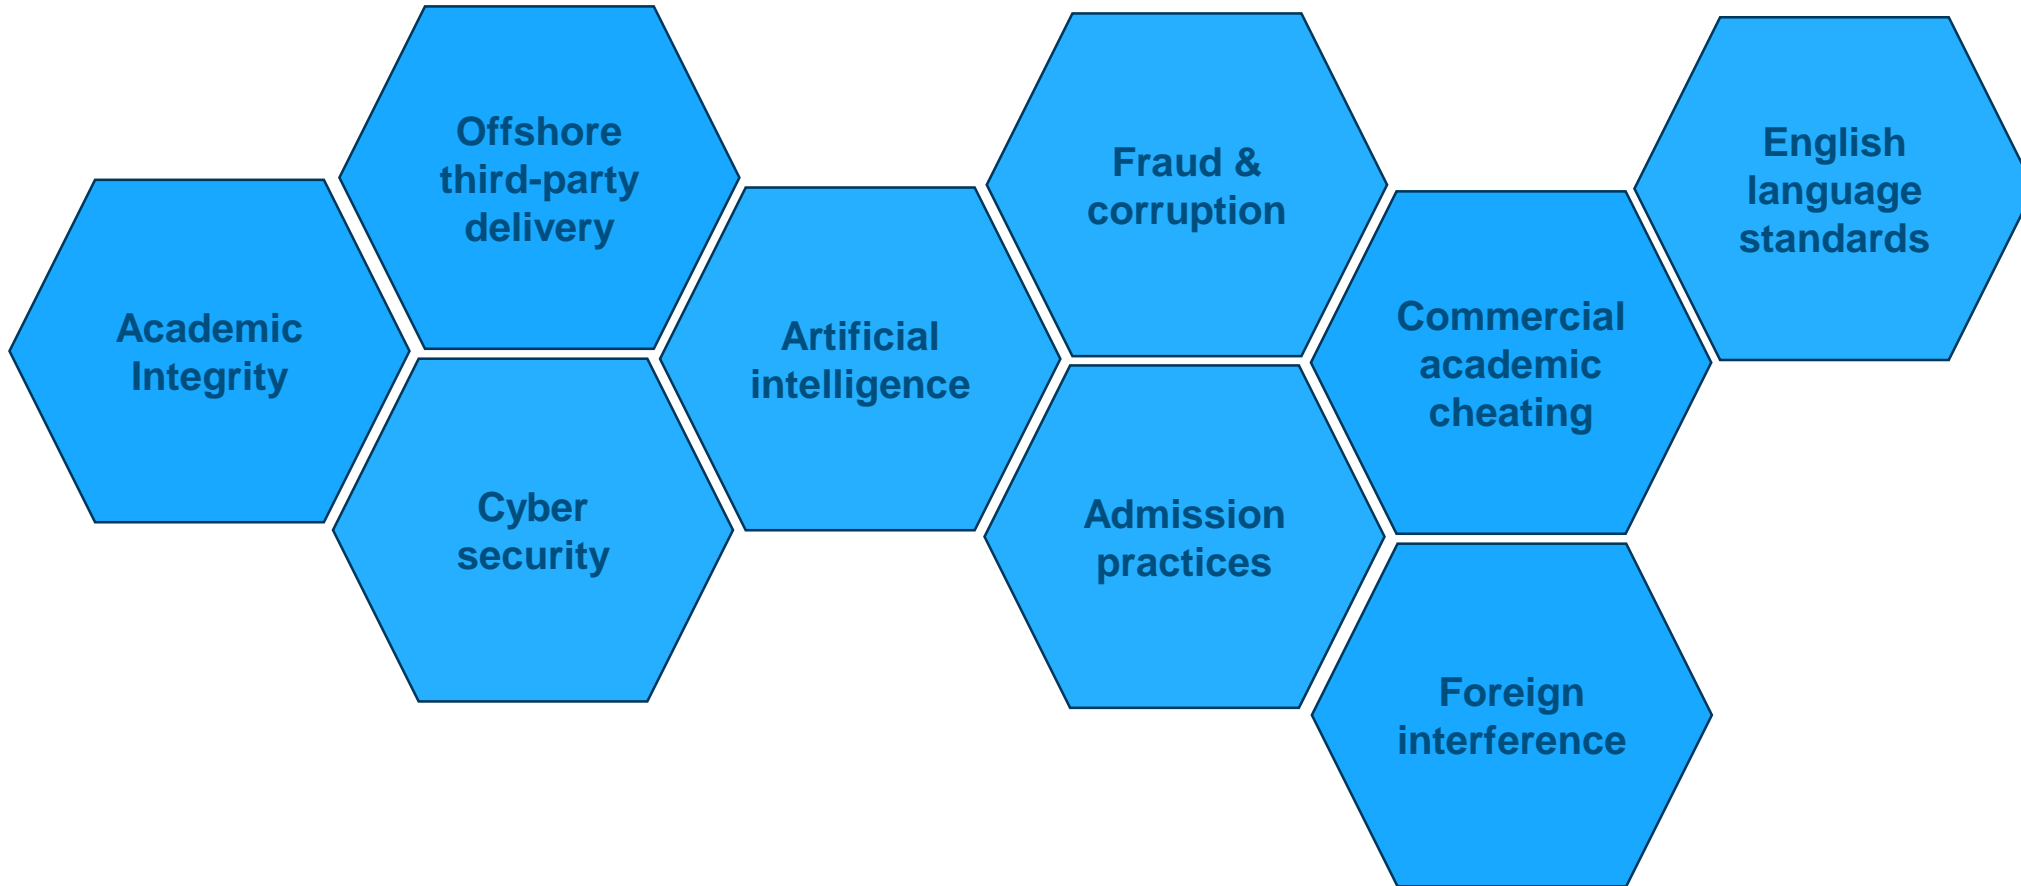 Academic
Integrity
Offshore
third-party
delivery
Cyber
security
Artificial
intelligence
Fraud &
corruption
Admission
practices
Commercial
academic
cheating
Foreign
interference
English
language
standards